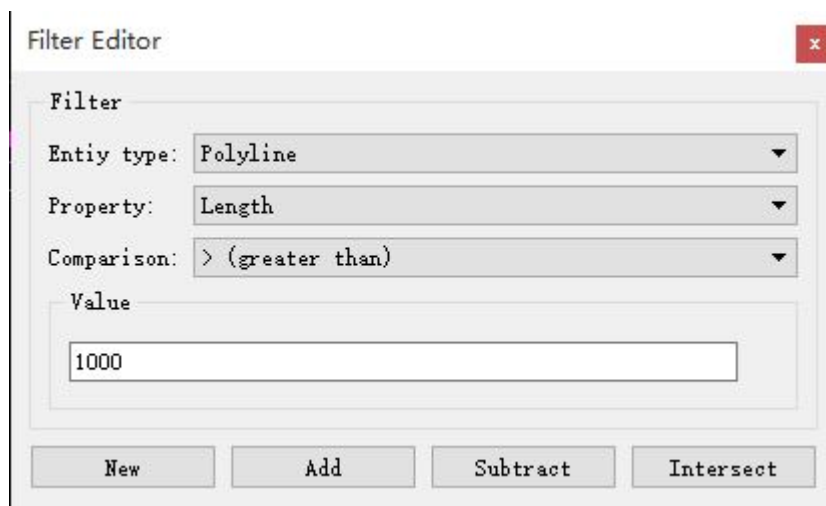 Filter Editor
x
Filter
Entiy type: Polyline
Property: Length
Comparison: > (greater than)
Value
1000
New Add Subtract Intersect